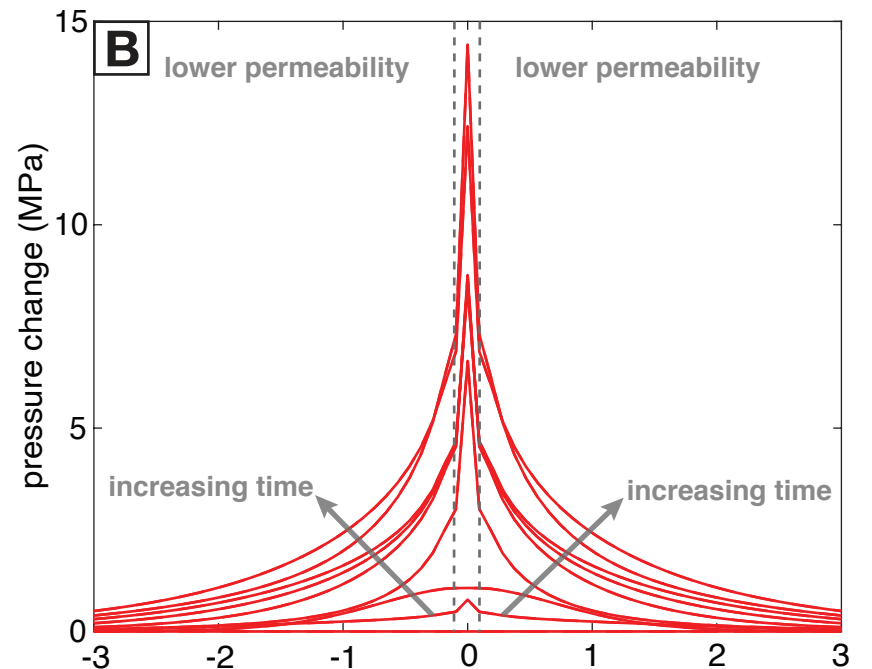 B
lower permeability lower permeability
pressure change (MPa)
15
10
5
0
increasing time increasing time
-3 -2 -1 0 1 2 3